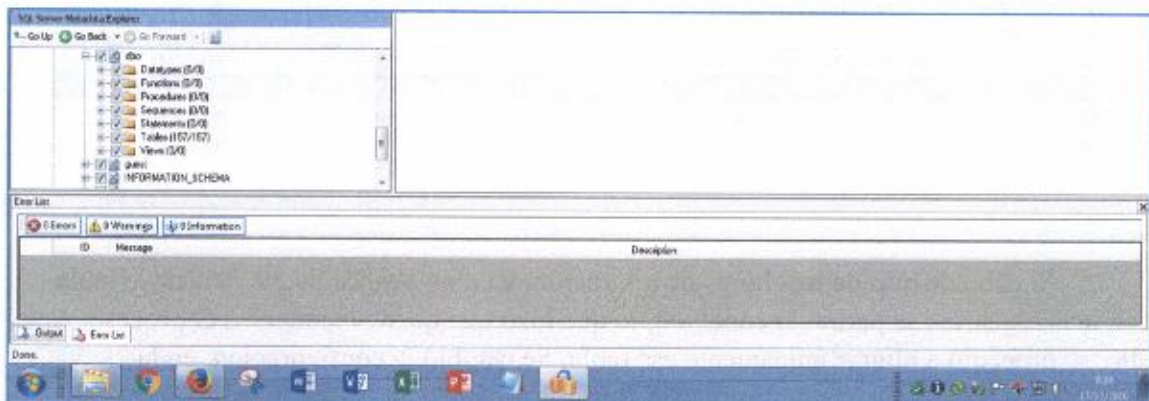 SQL Server Metadata Explorer
Go Up Go Back Go Forward
dbo
Datatypes (0/0)
Functions (0/0)
Procedures (0/0)
Sequences (0/0)
Statements (0/0)
Tables (157/157)
Views (0/0)
guest
INFORMATION_SCHEMA
Error List
0 Errors 0 Warnings 0 Information
ID Message Description
Output Error List
Done.